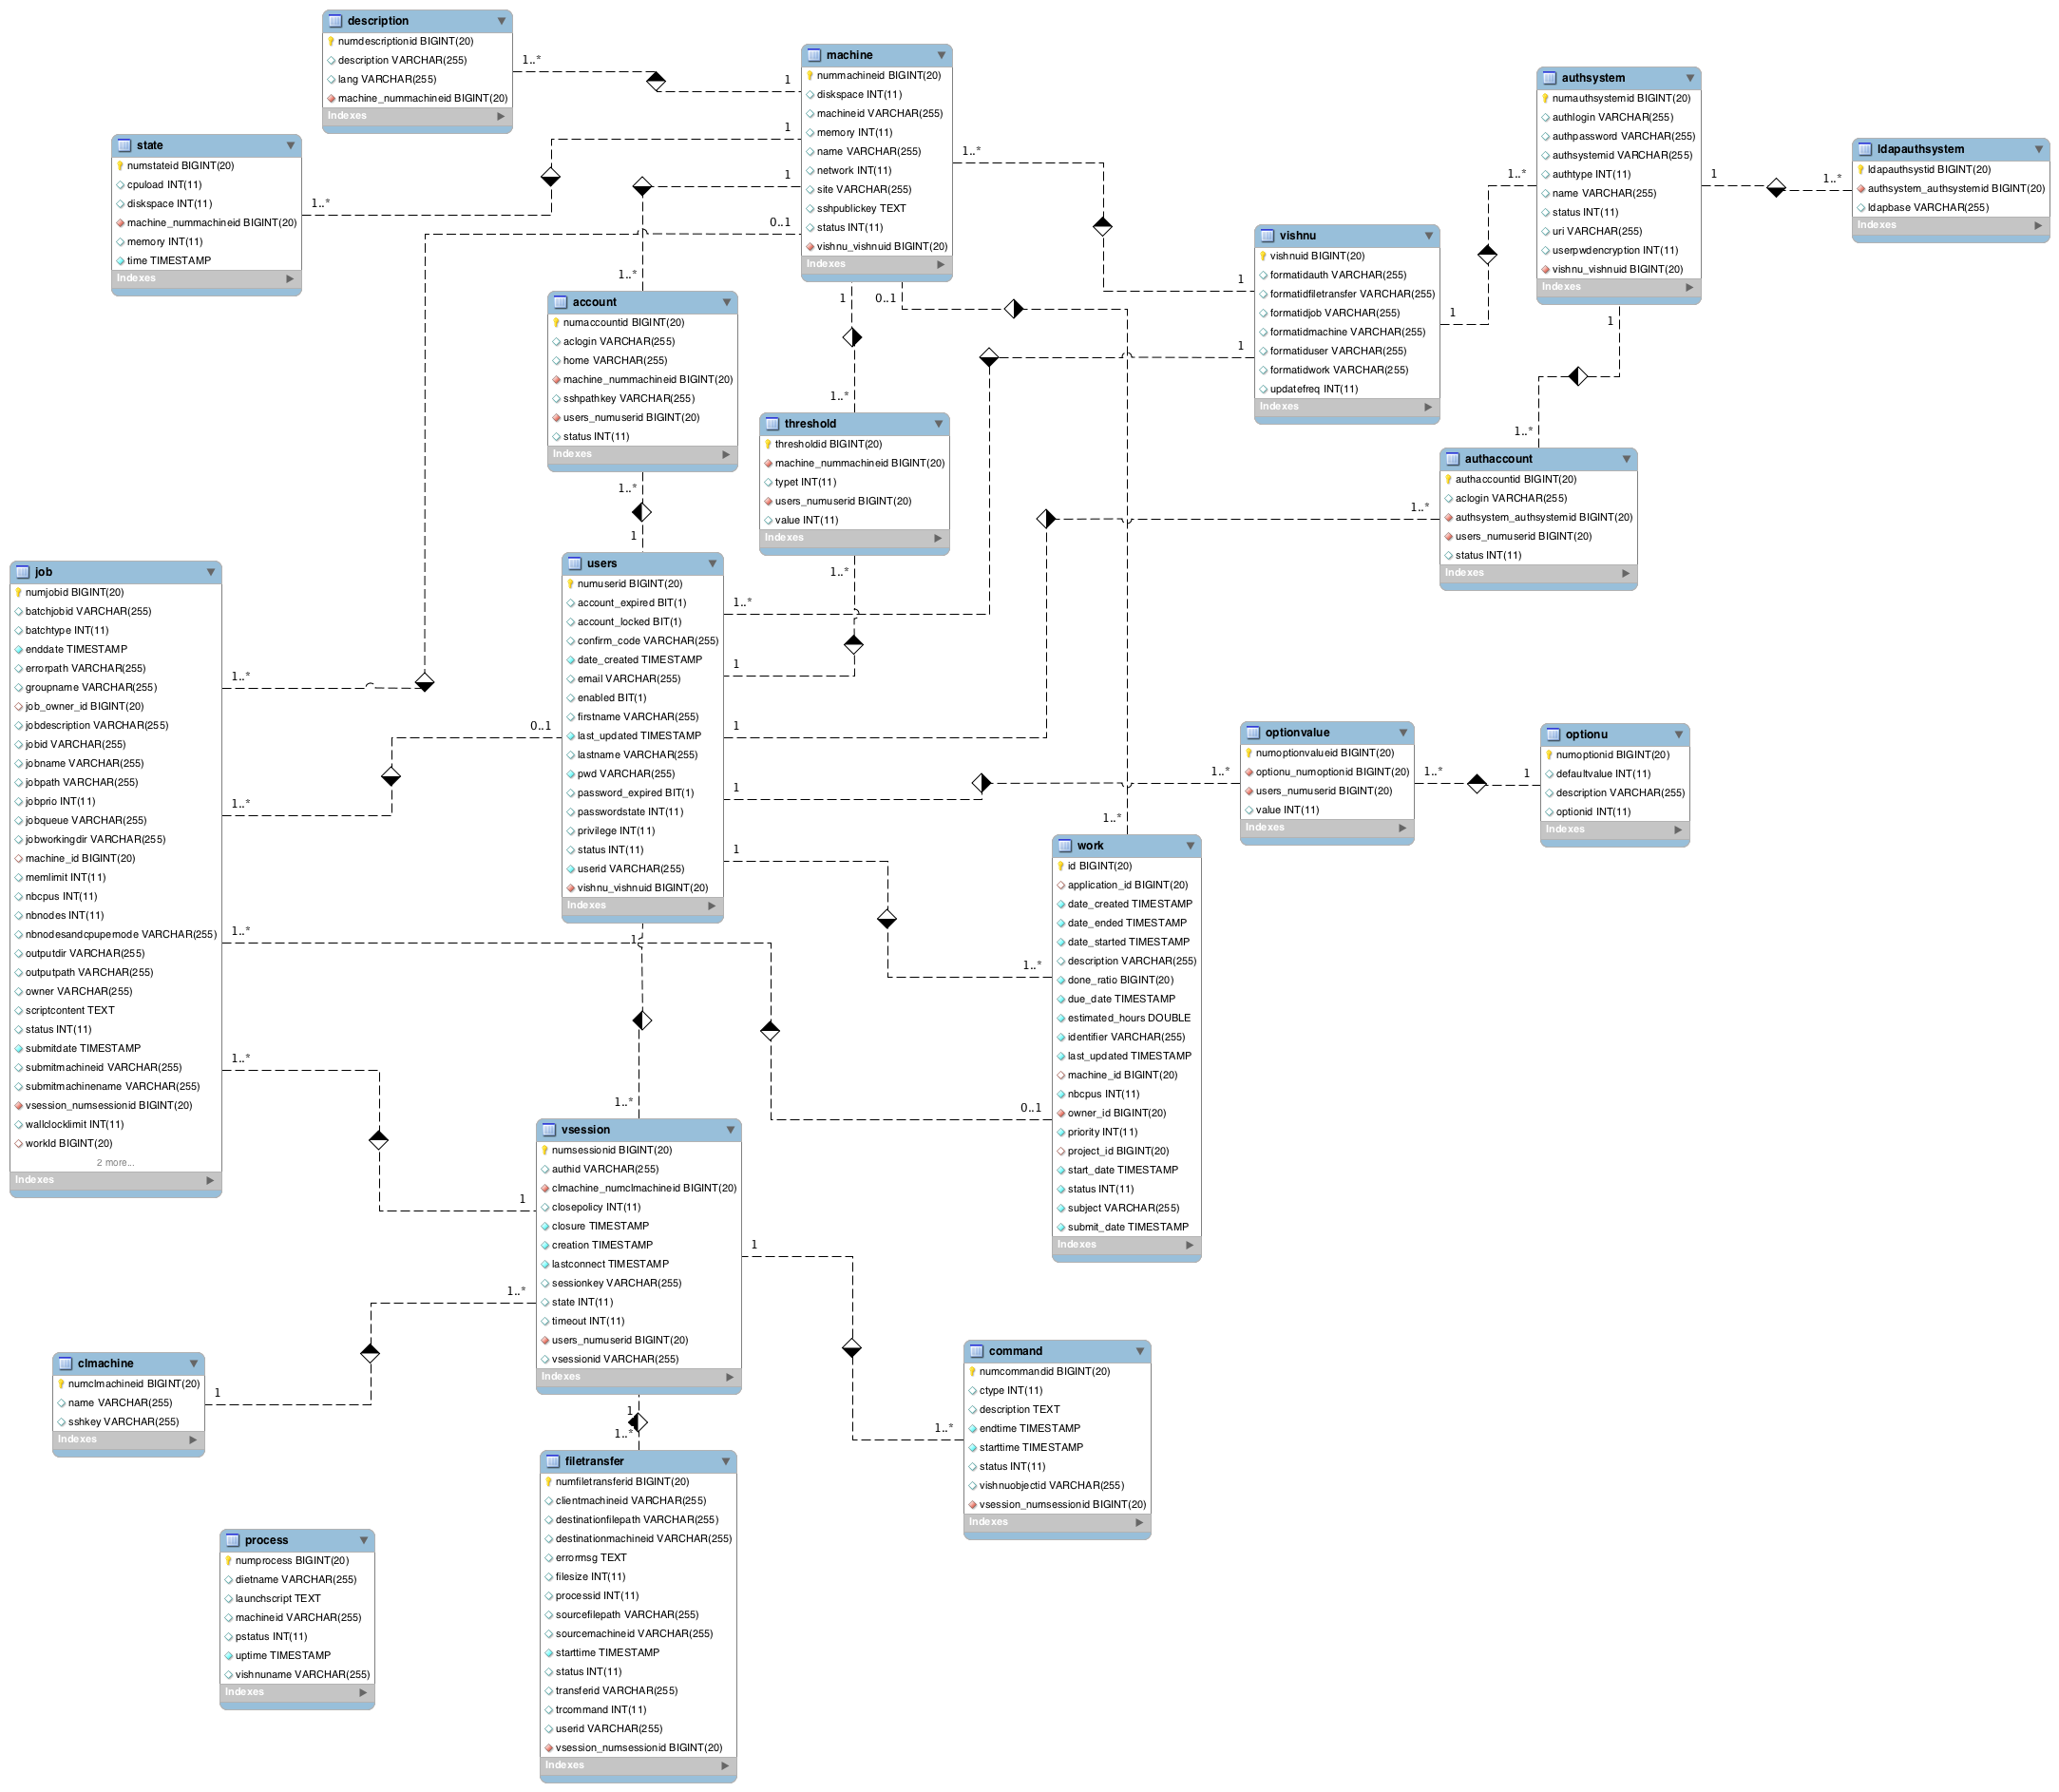 description
numdescriptionid BIGINT(20)
description VARCHAR(255)
lang VARCHAR(255)
machine_nummachineid BIGINT(20)
Indexes
1..*
1
machine
nummachineid BIGINT(20)
diskspace INT(11)
machineid VARCHAR(255)
memory INT(11)
name VARCHAR(255)
network INT(11)
site VARCHAR(255)
sshpublickey TEXT
status INT(11)
vishnu_vishnuid BIGINT(20)
Indexes
1
1
0..1
1..*
1
0..1
authsystem
numauthsystemid BIGINT(20)
authlogin VARCHAR(255)
authpassword VARCHAR(255)
authsystemid VARCHAR(255)
authtype INT(11)
name VARCHAR(255)
status INT(11)
uri VARCHAR(255)
userpwdencryption INT(11)
vishnu_vishnuid BIGINT(20)
Indexes
1..*
1
1
1..*
ldapauthsystem
ldapauthsystid BIGINT(20)
authsystem_authsystemid BIGINT(20)
ldapbase VARCHAR(255)
Indexes
state
numstateid BIGINT(20)
cpuload INT(11)
diskspace INT(11)
machine_nummachineid BIGINT(20)
memory INT(11)
time TIMESTAMP
Indexes
1..*
vishnu
vishnuid BIGINT(20)
formatidauth VARCHAR(255)
formatidfiletransfer VARCHAR(255)
formatidjob VARCHAR(255)
formatidmachine VARCHAR(255)
formatiduser VARCHAR(255)
formatidwork VARCHAR(255)
updatefreq INT(11)
Indexes
1
1
1
1..*
account
numaccountid BIGINT(20)
aclogin VARCHAR(255)
home VARCHAR(255)
machine_nummachineid BIGINT(20)
sshpathkey VARCHAR(255)
users_numuserid BIGINT(20)
status INT(11)
Indexes
1..*
1
1..*
threshold
thresholdid BIGINT(20)
machine_nummachineid BIGINT(20)
typet INT(11)
users_numuserid BIGINT(20)
value INT(11)
Indexes
1..*
1..*
authaccount
authaccountid BIGINT(20)
aclogin VARCHAR(255)
authsystem_authsystemid BIGINT(20)
users_numuserid BIGINT(20)
status INT(11)
Indexes
1..*
users
numuserid BIGINT(20)
account_expired BIT(1)
account_locked BIT(1)
confirm_code VARCHAR(255)
date_created TIMESTAMP
email VARCHAR(255)
enabled BIT(1)
firstname VARCHAR(255)
last_updated TIMESTAMP
lastname VARCHAR(255)
pwd VARCHAR(255)
password_expired BIT(1)
passwordstate INT(11)
privilege INT(11)
status INT(11)
userid VARCHAR(255)
vishnu_vishnuid BIGINT(20)
Indexes
1..*
1
1
1
1
0..1
1
job
numjobid BIGINT(20)
batchjobid VARCHAR(255)
batchtype INT(11)
enddate TIMESTAMP
errorpath VARCHAR(255)
groupname VARCHAR(255)
job_owner_id BIGINT(20)
jobdescription VARCHAR(255)
jobid VARCHAR(255)
jobname VARCHAR(255)
jobpath VARCHAR(255)
jobprio INT(11)
jobqueue VARCHAR(255)
jobworkingdir VARCHAR(255)
machine_id BIGINT(20)
memlimit INT(11)
nbcpus INT(11)
nbnodes INT(11)
nbnodesandcpupernode VARCHAR(255)
outputdir VARCHAR(255)
outputpath VARCHAR(255)
owner VARCHAR(255)
scriptcontent TEXT
status INT(11)
submitdate TIMESTAMP
submitmachineid VARCHAR(255)
submitmachinename VARCHAR(255)
vsession_numsessionid BIGINT(20)
wallclocklimit INT(11)
workId BIGINT(20)
2 more...
Indexes
1..*
1..*
1..*
1..*
optionvalue
numoptionvalueid BIGINT(20)
optionu_numoptionid BIGINT(20)
users_numuserid BIGINT(20)
value INT(11)
Indexes
1..*
1..*
1
optionu
numoptionid BIGINT(20)
defaultvalue INT(11)
description VARCHAR(255)
optionid INT(11)
Indexes
1..*
work
id BIGINT(20)
application_id BIGINT(20)
date_created TIMESTAMP
date_ended TIMESTAMP
date_started TIMESTAMP
description VARCHAR(255)
done_ratio BIGINT(20)
due_date TIMESTAMP
estimated_hours DOUBLE
identifier VARCHAR(255)
last_updated TIMESTAMP
machine_id BIGINT(20)
nbcpus INT(11)
owner_id BIGINT(20)
priority INT(11)
project_id BIGINT(20)
start_date TIMESTAMP
status INT(11)
subject VARCHAR(255)
submit_date TIMESTAMP
Indexes
1..*
0..1
1..*
vsession
numsessionid BIGINT(20)
authid VARCHAR(255)
clmachine_numclmachineid BIGINT(20)
closepolicy INT(11)
closure TIMESTAMP
creation TIMESTAMP
lastconnect TIMESTAMP
sessionkey VARCHAR(255)
state INT(11)
timeout INT(11)
users_numuserid BIGINT(20)
vsessionid VARCHAR(255)
Indexes
1
1
1..*
1
1..*
clmachine
numclmachineid BIGINT(20)
name VARCHAR(255)
sshkey VARCHAR(255)
Indexes
1
command
numcommandid BIGINT(20)
ctype INT(11)
description TEXT
endtime TIMESTAMP
starttime TIMESTAMP
status INT(11)
vishnuobjectid VARCHAR(255)
vsession_numsessionid BIGINT(20)
Indexes
1..*
filetransfer
numfiletransferid BIGINT(20)
clientmachineid VARCHAR(255)
destinationfilepath VARCHAR(255)
destinationmachineid VARCHAR(255)
errormsg TEXT
filesize INT(11)
processid INT(11)
sourcefilepath VARCHAR(255)
sourcemachineid VARCHAR(255)
starttime TIMESTAMP
status INT(11)
transferid VARCHAR(255)
trcommand INT(11)
userid VARCHAR(255)
vsession_numsessionid BIGINT(20)
Indexes
process
numprocess BIGINT(20)
dietname VARCHAR(255)
launchscript TEXT
machineid VARCHAR(255)
pstatus INT(11)
uptime TIMESTAMP
vishnuname VARCHAR(255)
Indexes